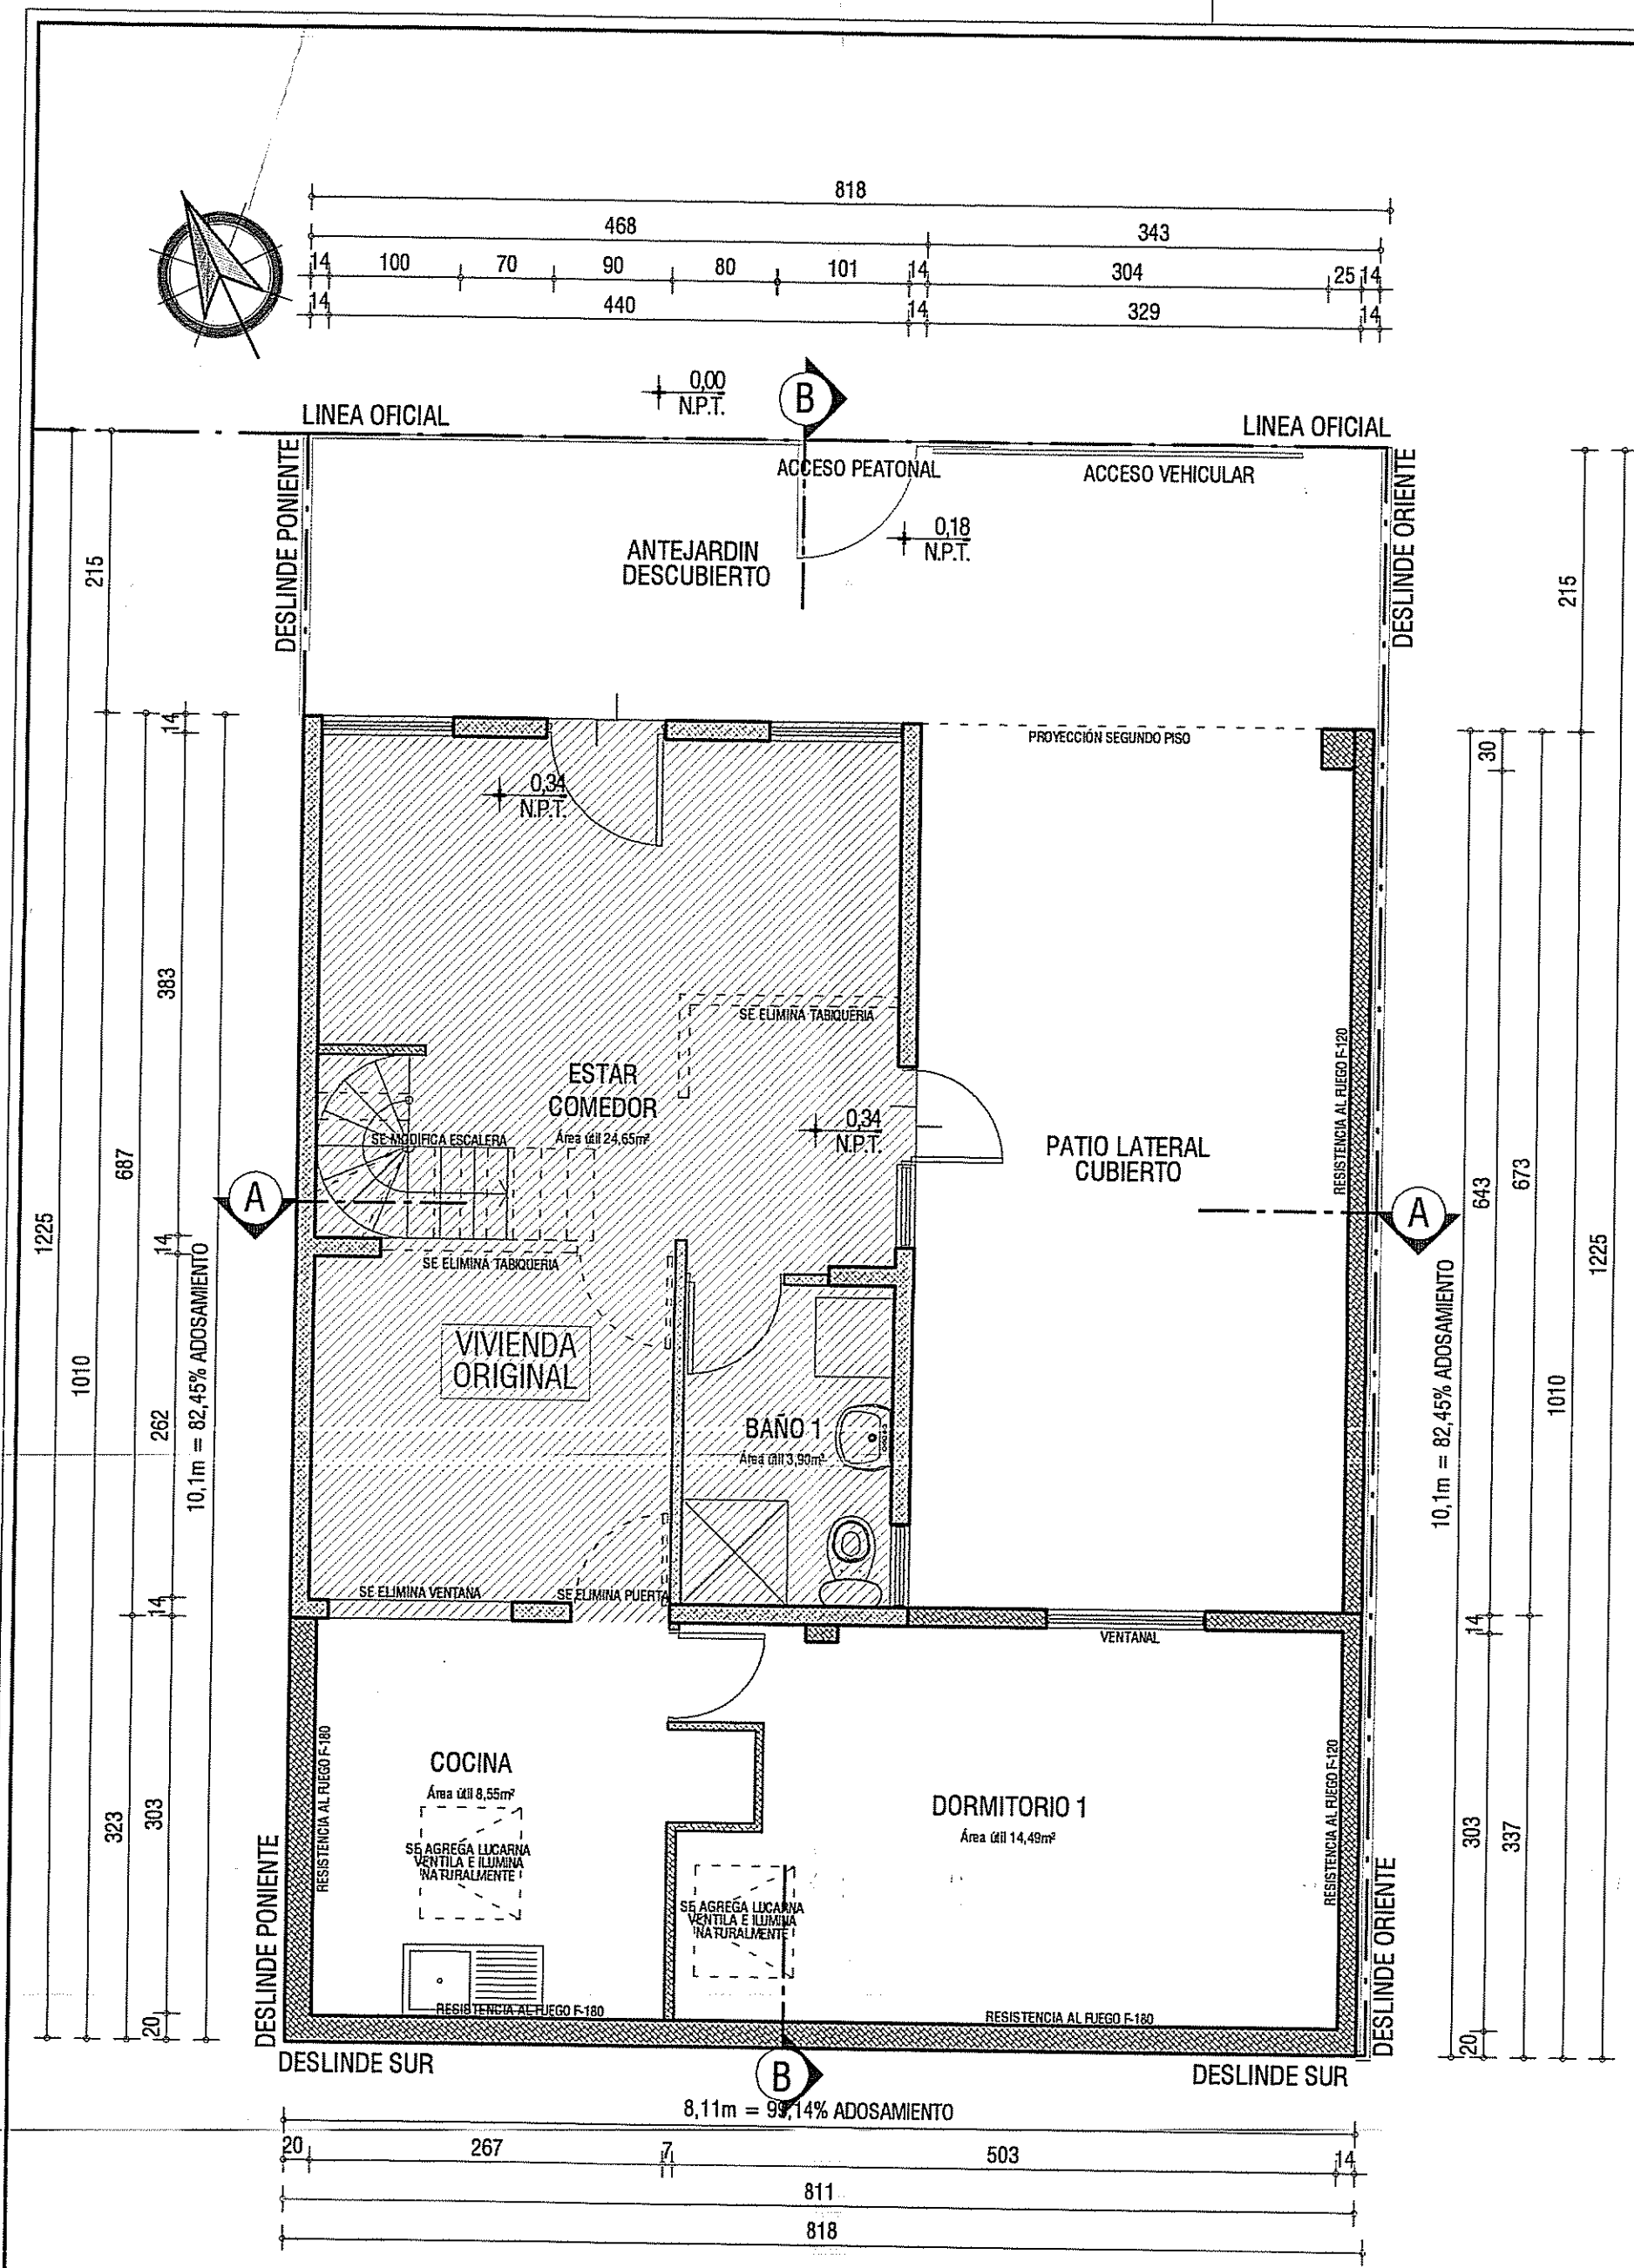 818
468 343
14 100 70 90 80 101 14 304 25 14
14 440 14 329 14
0,00
N.P.T.
B
LINEA OFICIAL
LINEA OFICIAL
DESLINDE PONIENTE
DESLINDE ORIENTE
ACCESO PEATONAL
ACCESO VEHICULAR
0,18
N.P.T.
ANTEJARDIN
DESCUBIERTO
215
215
PROYECCIÓN SEGUNDO PISO
14
30
0,34
N.P.T.
383
SE ELIMINA TABIQUERIA
RESISTENCIA AL FUEGO F-120
ESTAR
COMEDOR
Área útil 24,65m²
0,34
N.P.T.
SE MODIFICA ESCALERA
PATIO LATERAL
CUBIERTO
687
643
673
A
A
1225
1225
14
SE ELIMINA TABIQUERIA
10,1m = 82,45% ADOSAMIENTO
10,1m = 82,45% ADOSAMIENTO
VIVIENDA
ORIGINAL
1010
1010
262
BAÑO 1
Área útil 3,90m²
SE ELIMINA VENTANA
SE ELIMINA PUERTA
14
14
VENTANAL
RESISTENCIA AL FUEGO F-180
COCINA
Área útil 8,55m²
DORMITORIO 1
Área útil 14,49m²
RESISTENCIA AL FUEGO F-120
323
303
303
337
SE AGREGA LUCARNA
VENTILA E ILUMINA
NATURALMENTE
SE AGREGA LUCARNA
VENTILA E ILUMINA
NATURALMENTE
DESLINDE PONIENTE
DESLINDE ORIENTE
RESISTENCIA AL FUEGO F-180
RESISTENCIA AL FUEGO F-180
20
20
DESLINDE SUR
DESLINDE SUR
B
8,11m = 99,14% ADOSAMIENTO
20 267 7 503 14
811
818